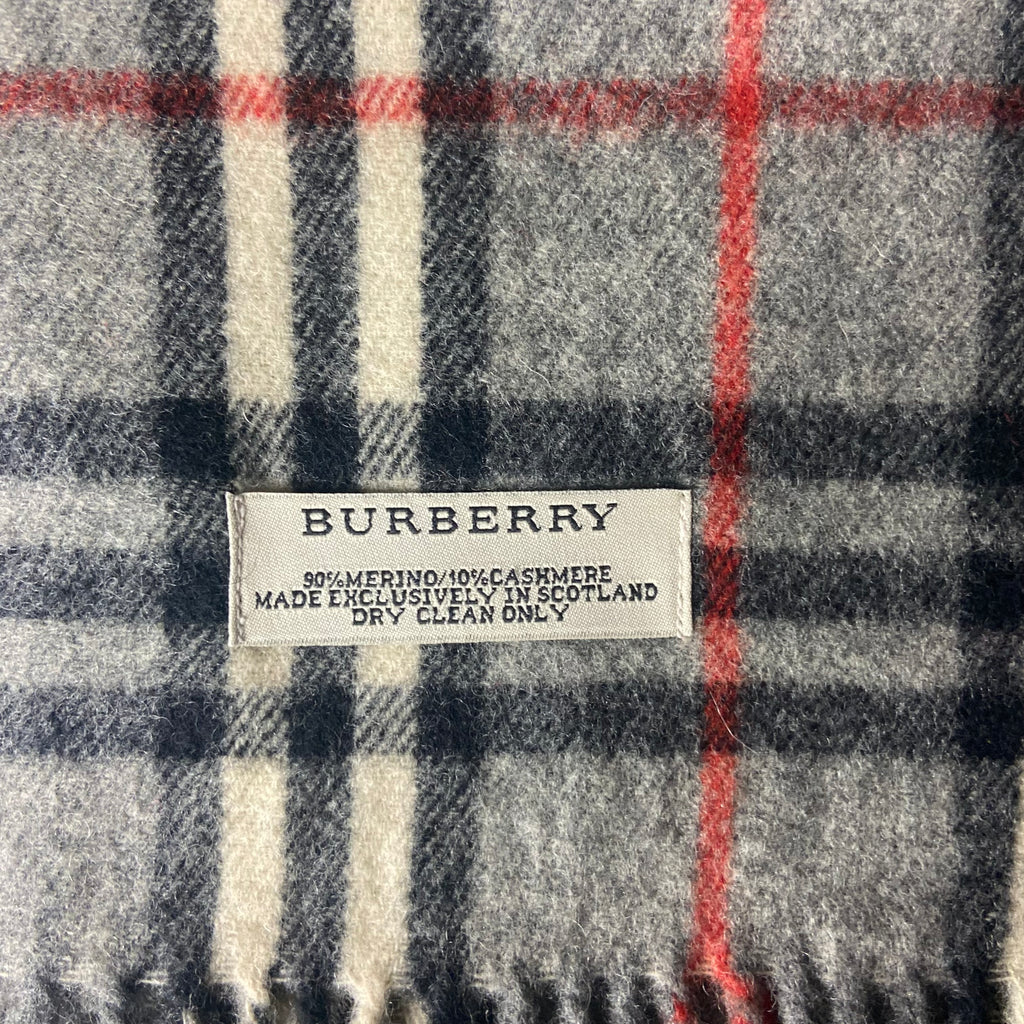 BURBERRY
90%MERINO/10%CASHMERE
MADE EXCLUSIVELY IN SCOTLAND
DRY CLEAN ONLY